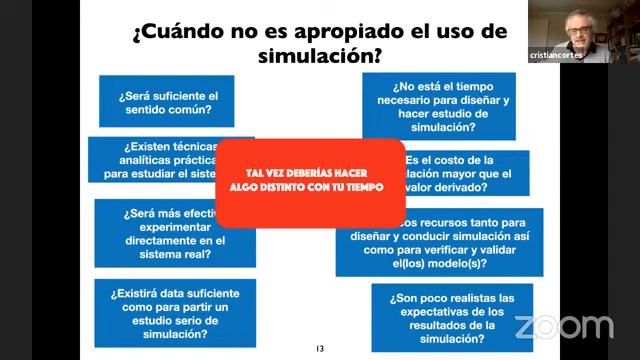 ¿Cuándo no es apropiado el uso de
simulación?
cristiancortes
¿Será suficiente el
sentido común?
¿Existen técnicas
analíticas práctica
para estudiar el siste
¿Será más efecti
experimentar
directamente en el
sistema real?
¿Existirá data suficiente
como para partir un
estudio serio de
simulación?
TAL VEZ DEBERÍAS HACER
ALGO DISTINTO CON TU TIEMPO
¿No está el tiempo
necesario para diseñar y
hacer estudio de
simulación?
Es el costo de la
ulación mayor que el
valor derivado?
cos recursos tanto para
diseñar y conducir simulación así
como para verificar y validar
el(los) modelo(s)?
¿Son poco realistas las
expectativas de los
resultados de la
simulación?
13
zoom